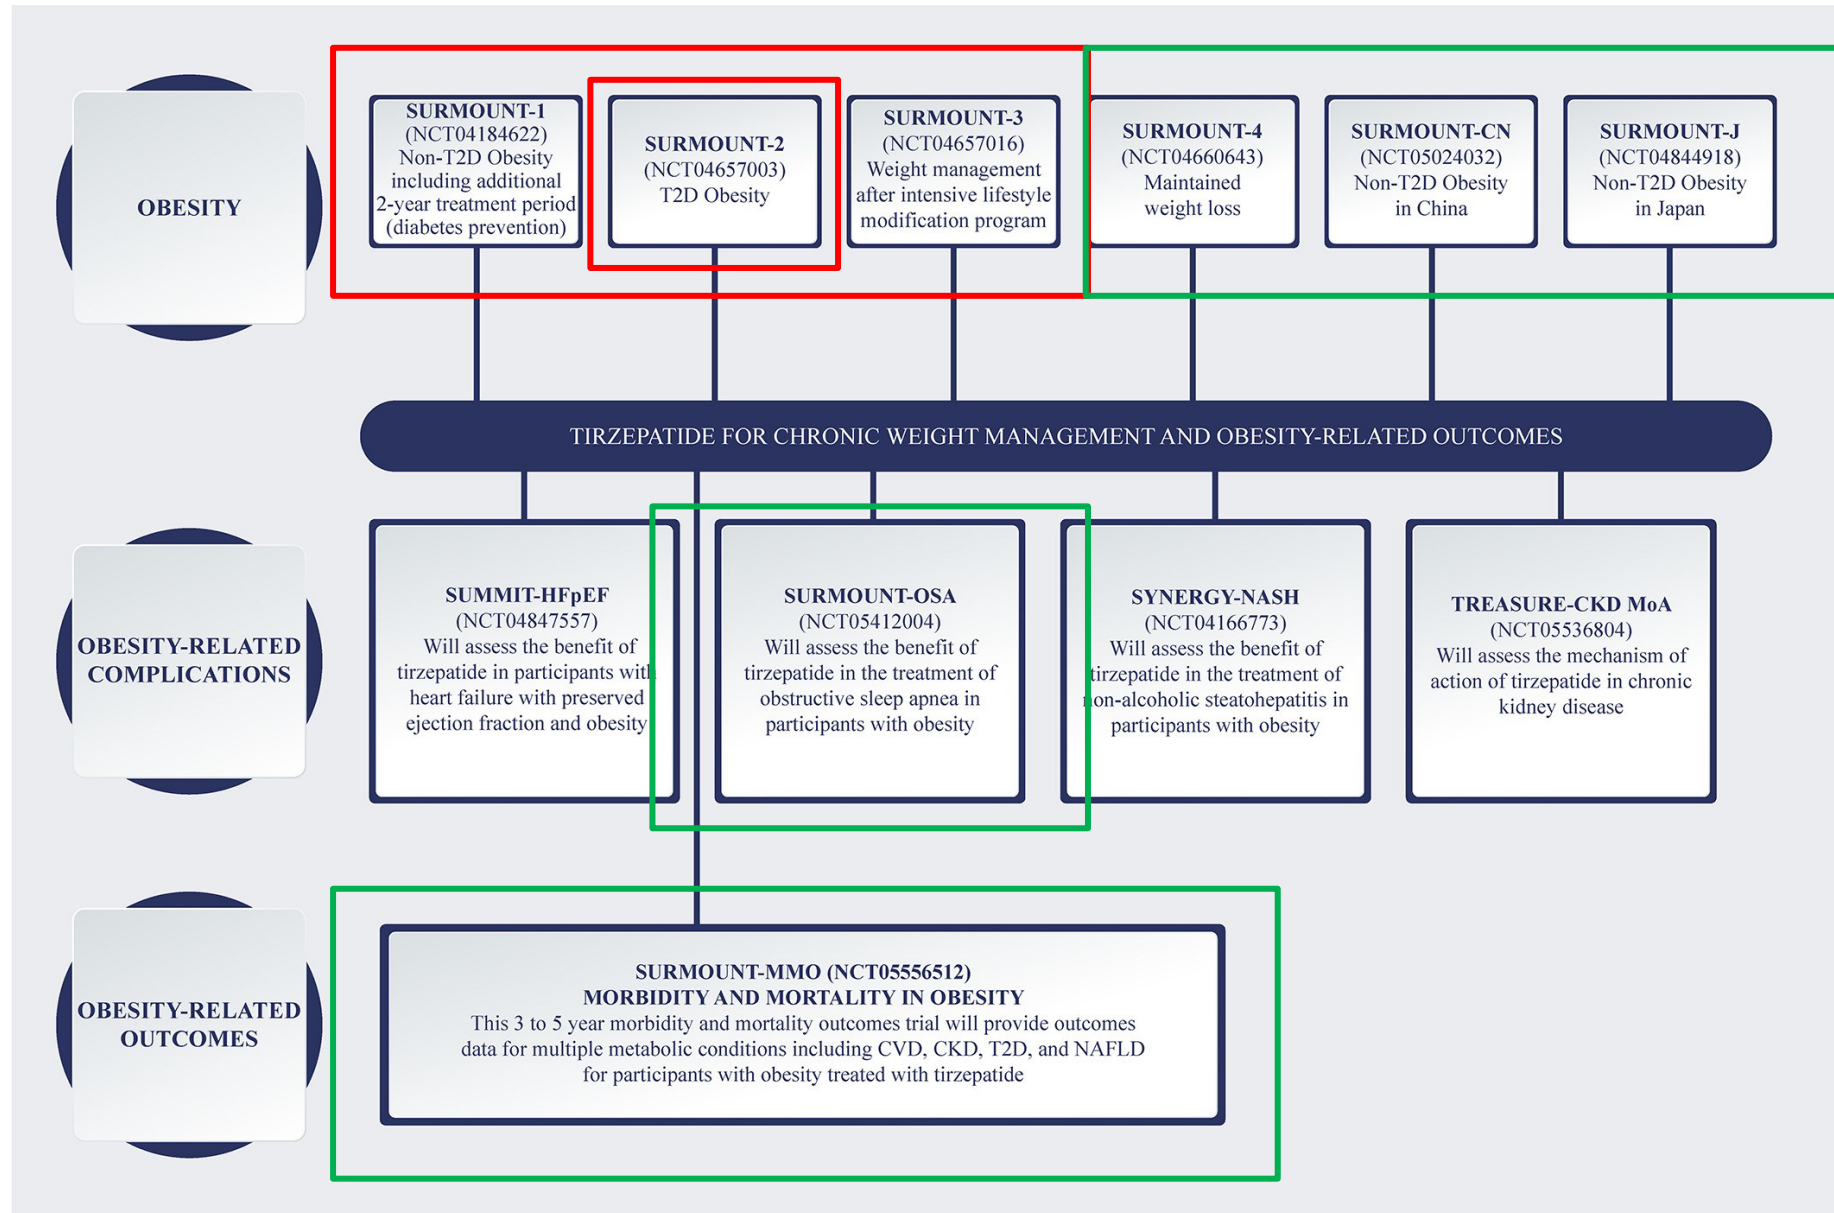 OBESITY
SURMOUNT-1
(NCT04184622)
Non-T2D Obesity
including additional
2-year treatment period
(diabetes prevention)
SURMOUNT-2
(NCT04657003)
T2D Obesity
SURMOUNT-3
(NCT04657016)
Weight management
after intensive lifestyle
modification program
SURMOUNT-4
(NCT04660643)
Maintained
weight loss
SURMOUNT-CN
(NCT05024032)
Non-T2D Obesity
in China
SURMOUNT-J
(NCT04844918)
Non-T2D Obesity
in Japan
TIRZEPATIDE FOR CHRONIC WEIGHT MANAGEMENT AND OBESITY-RELATED OUTCOMES
OBESITY-RELATED
COMPLICATIONS
SUMMIT-HFpEF
(NCT04847557)
Will assess the benefit of
tirzepatide in participants with
heart failure with preserved
ejection fraction and obesity
SURMOUNT-OSA
(NCT05412004)
Will assess the benefit of
tirzepatide in the treatment of
obstructive sleep apnea in
participants with obesity
SYNERGY-NASH
(NCT04166773)
Will assess the benefit of
tirzepatide in the treatment of
non-alcoholic steatohepatitis in
participants with obesity
TREASURE-CKD MoA
(NCT05536804)
Will assess the mechanism of
action of tirzepatide in chronic
kidney disease
OBESITY-RELATED
OUTCOMES
SURMOUNT-MMO (NCT05556512)
MORBIDITY AND MORTALITY IN OBESITY
This 3 to 5 year morbidity and mortality outcomes trial will provide outcomes
data for multiple metabolic conditions including CVD, CKD, T2D, and NAFLD
for participants with obesity treated with tirzepatide